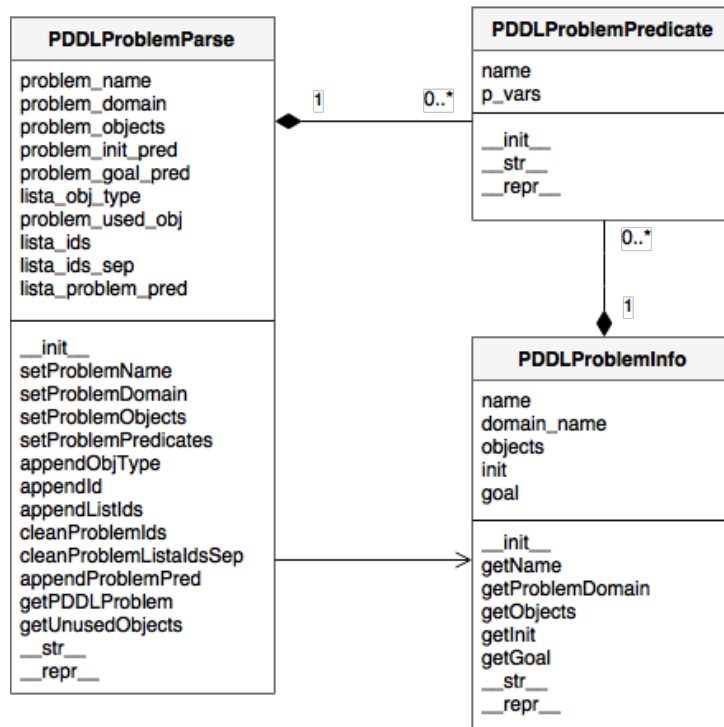 PDDLProblemParse
problem_name
problem_domain
problem_objects
problem_init_pred
problem_goal_pred
lista_obj_type
problem_used_obj
lista_ids
lista_ids_sep
lista_problem_pred
__init__
setProblemName
setProblemDomain
setProblemObjects
setProblemPredicates
appendObjType
appendId
appendListIds
cleanProblemIds
cleanProblemListaIdsSep
appendProblemPred
getPDDLProblem
getUnusedObjects
__str__
__repr__
1
0..*
PDDLProblemPredicate
name
p_vars
__init__
__str__
__repr__
0..*
1
PDDLProblemInfo
name
domain_name
objects
init
goal
__init__
getName
getProblemDomain
getObjects
getInit
getGoal
__str__
__repr__